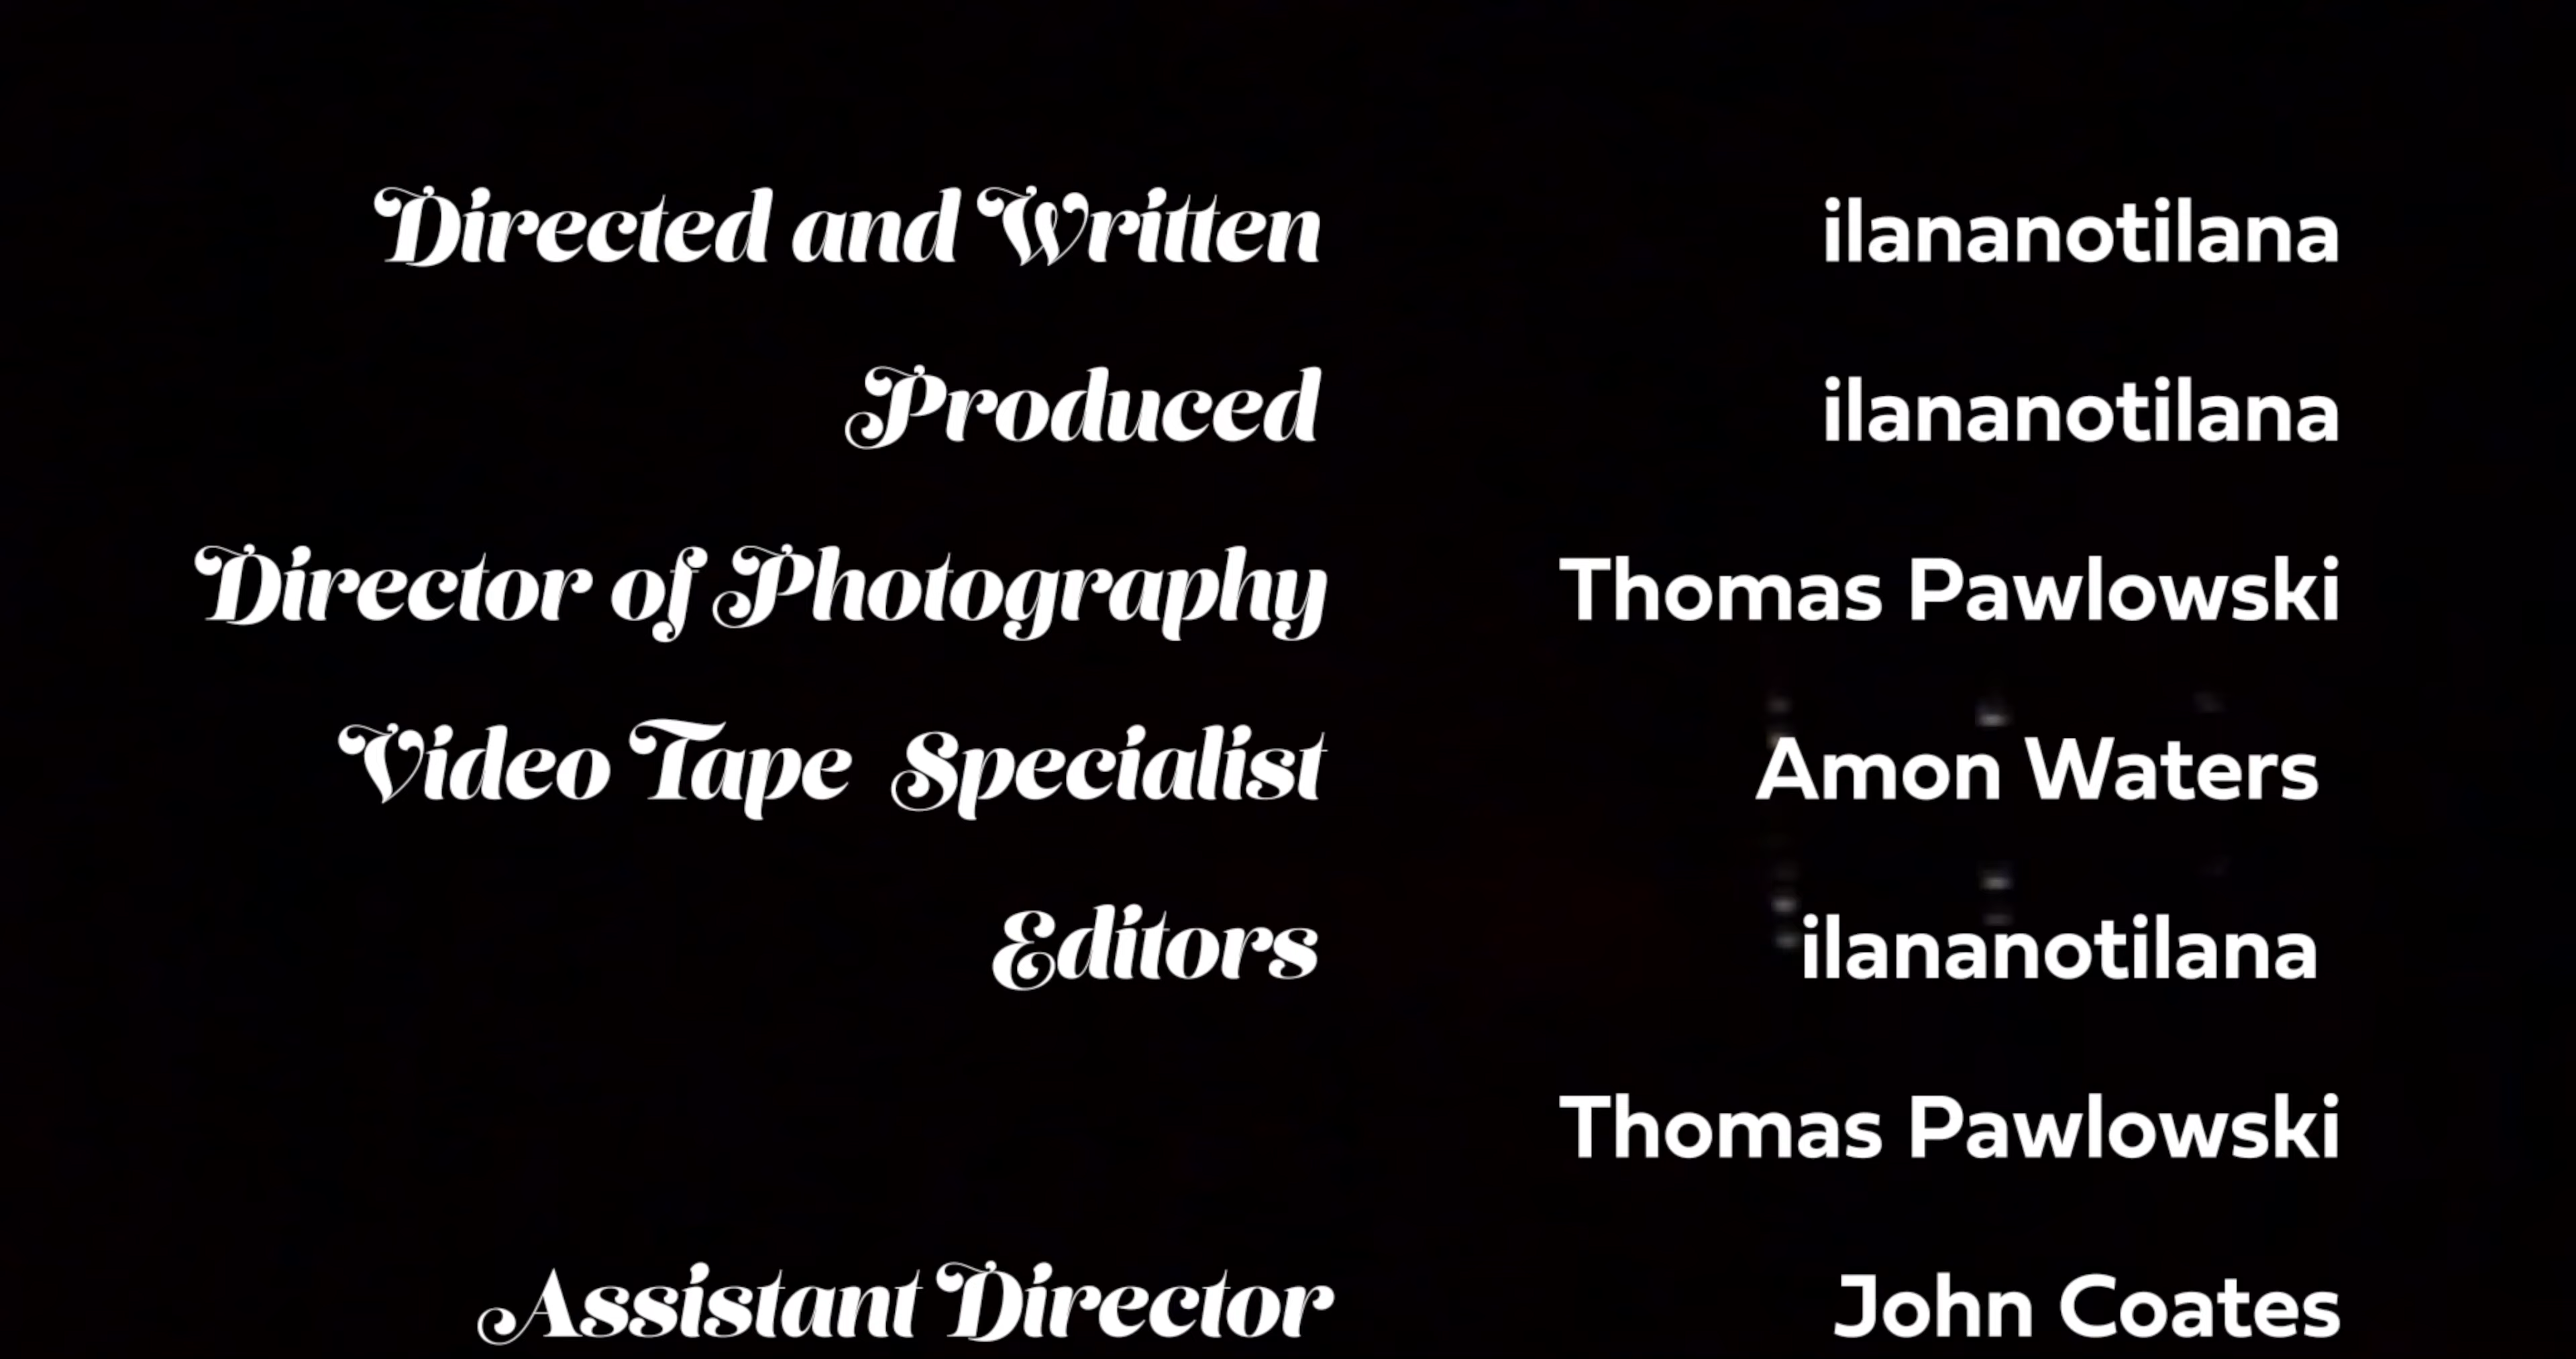 Directed and Written ilananotilana
Produced ilananotilana
Director of Photography Thomas Pawlowski
Video Tape Specialist Amon Waters
Editors ilananotilana
Thomas Pawlowski
Assistant Director John Coates